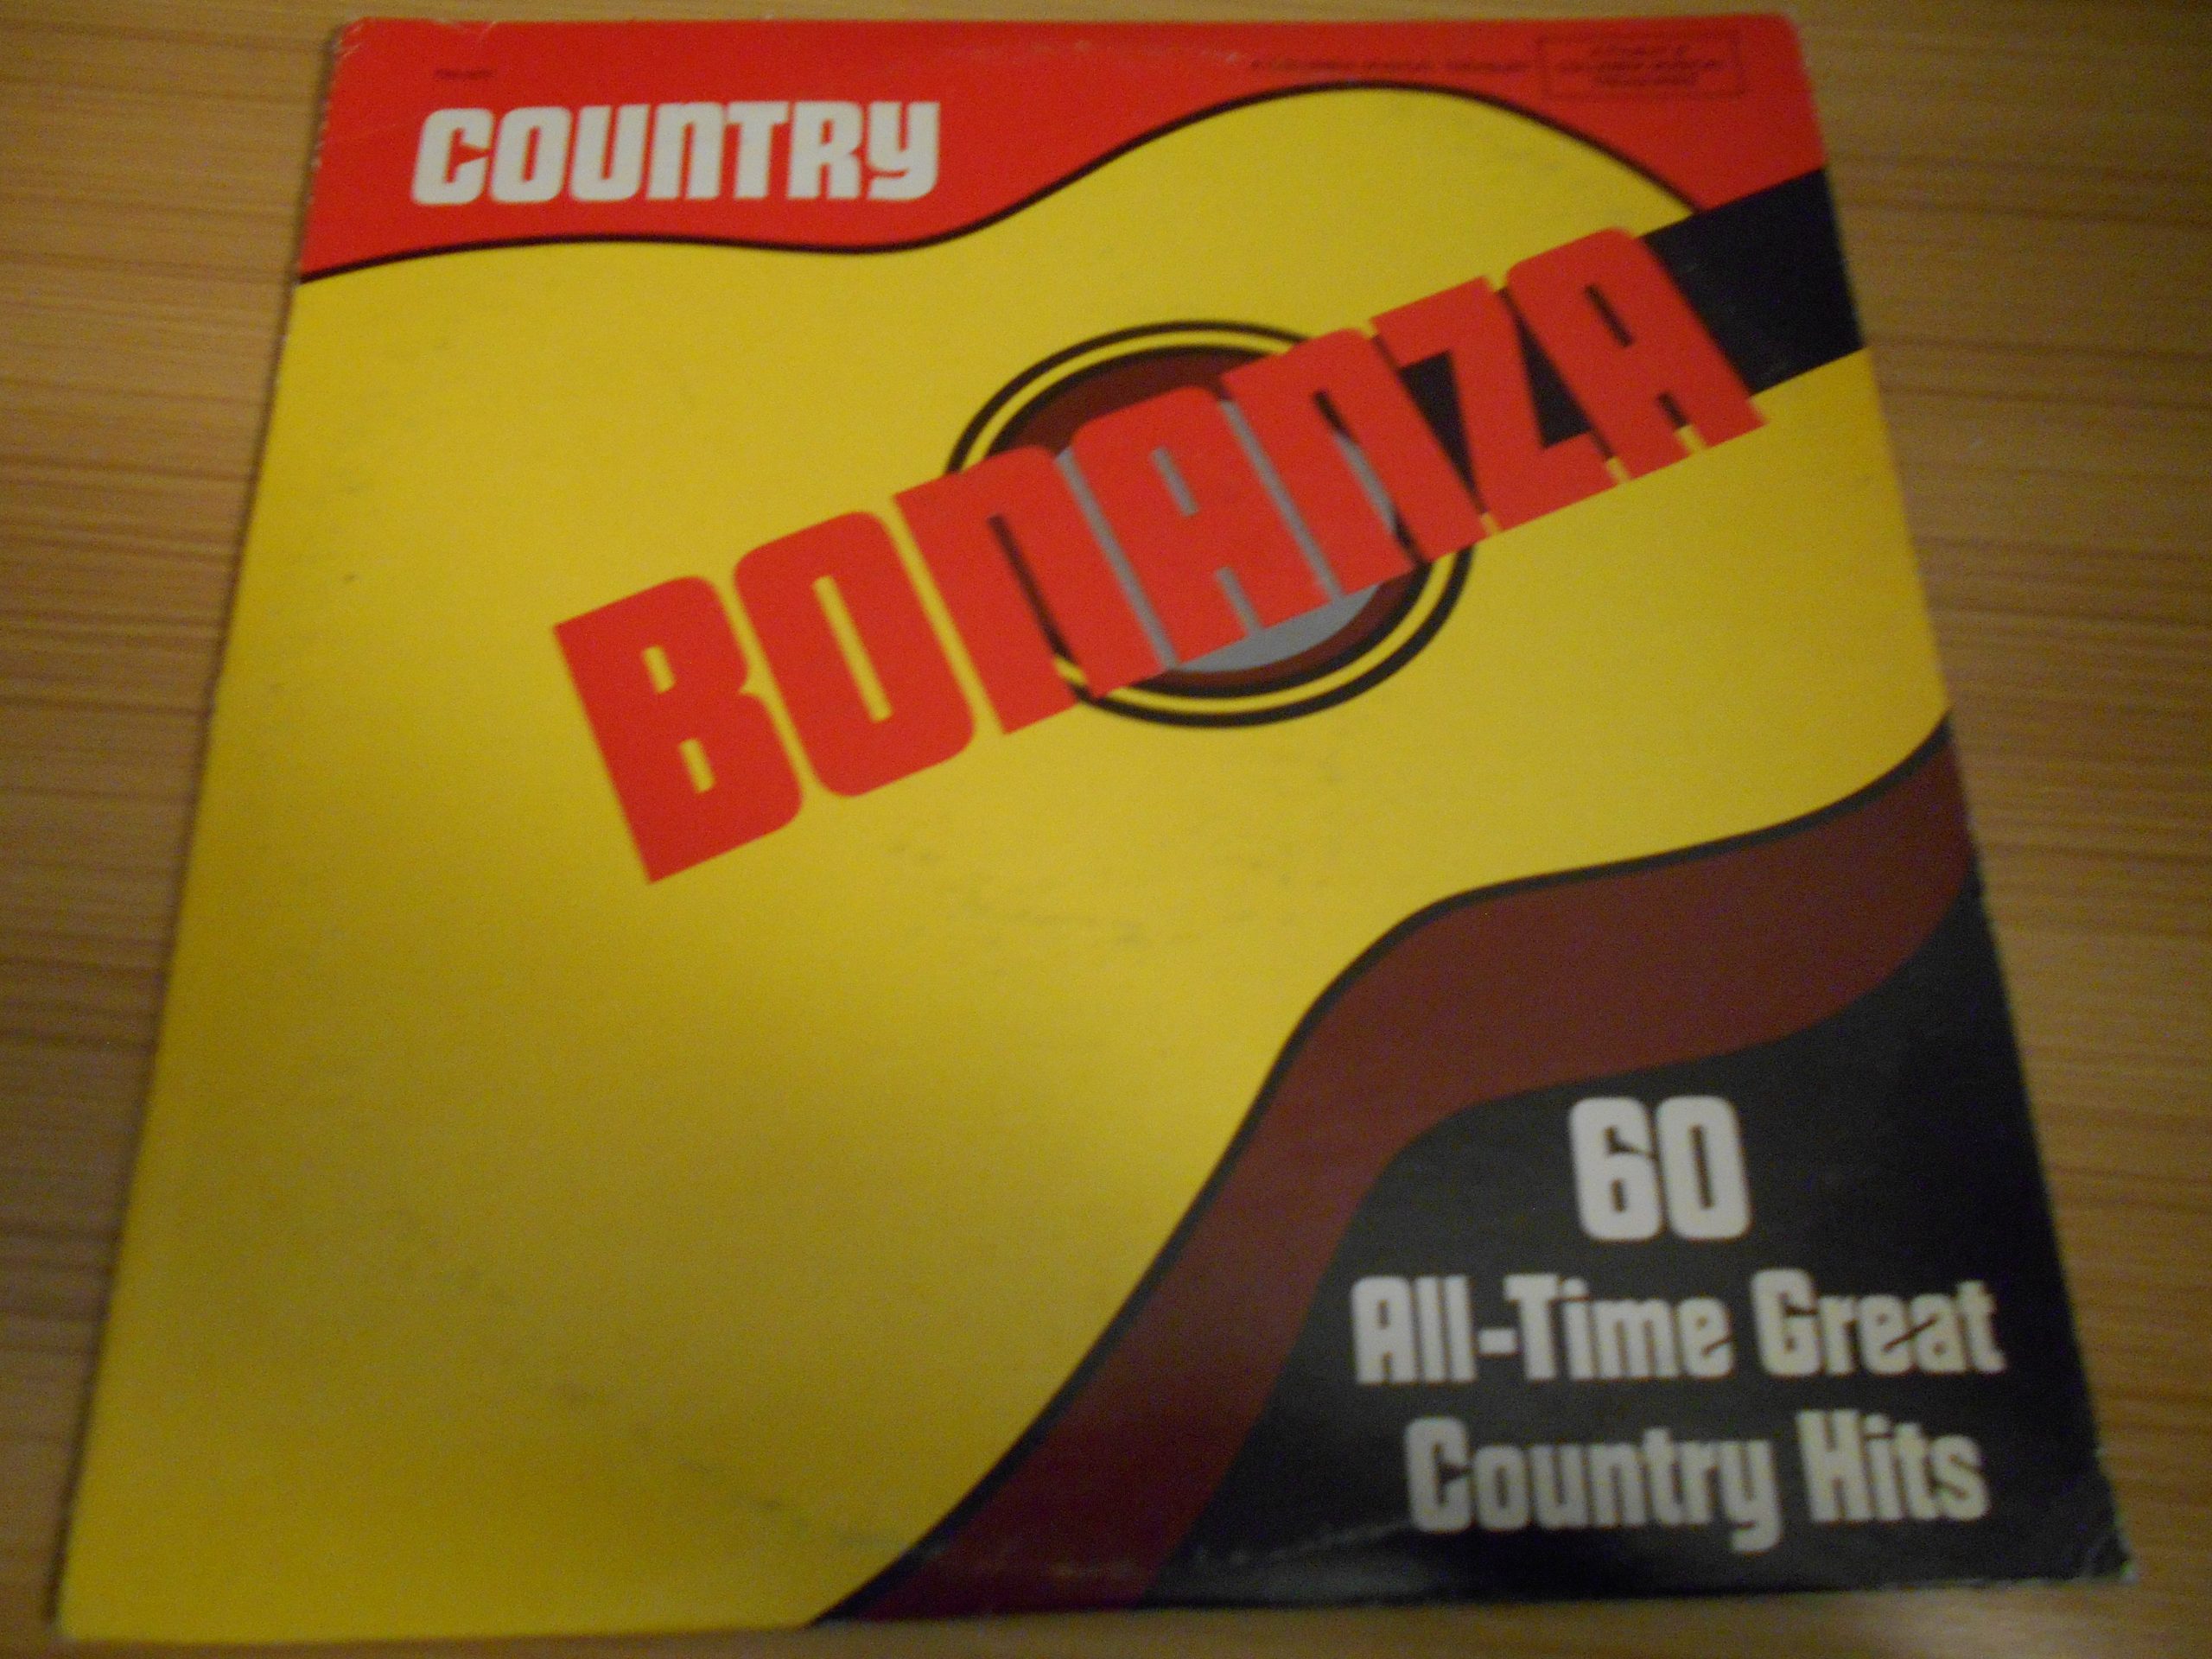 COUNTRY
BONANZA
60
All-Time Great
Country Hits